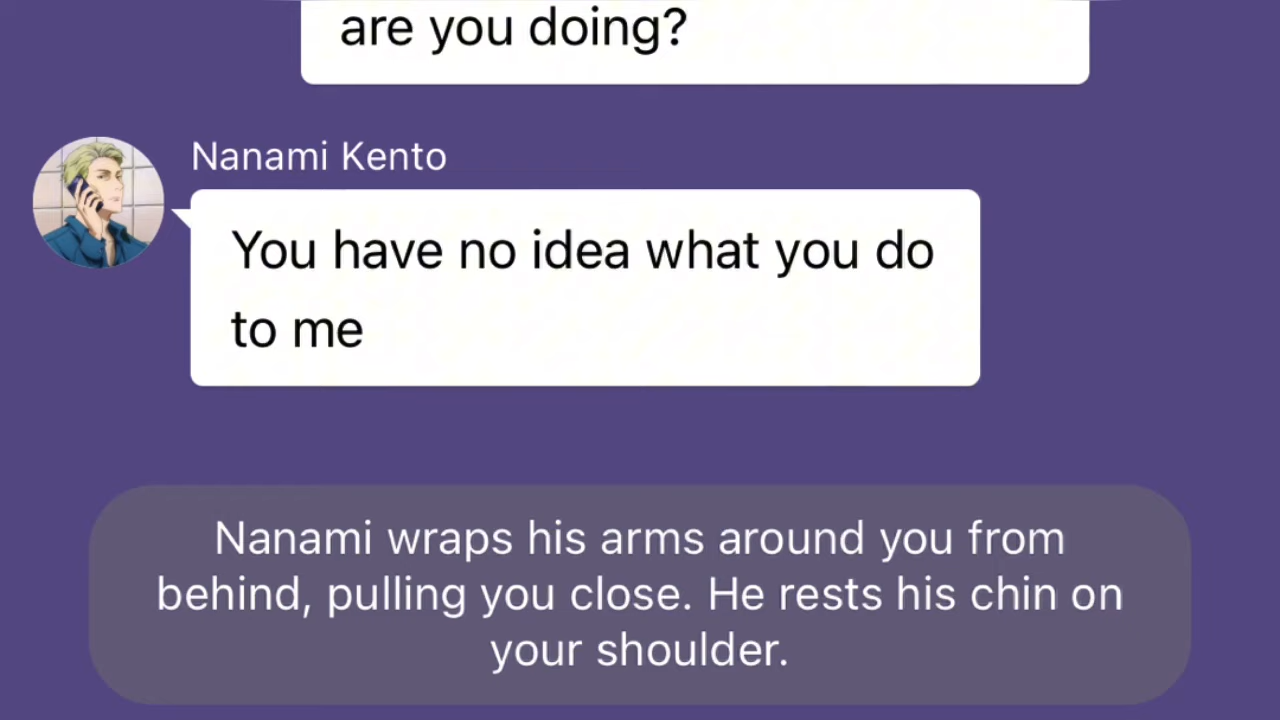 are you doing?
Nanami Kento
You have no idea what you do
to me
Nanami wraps his arms around you from
behind, pulling you close. He rests his chin on
your shoulder.